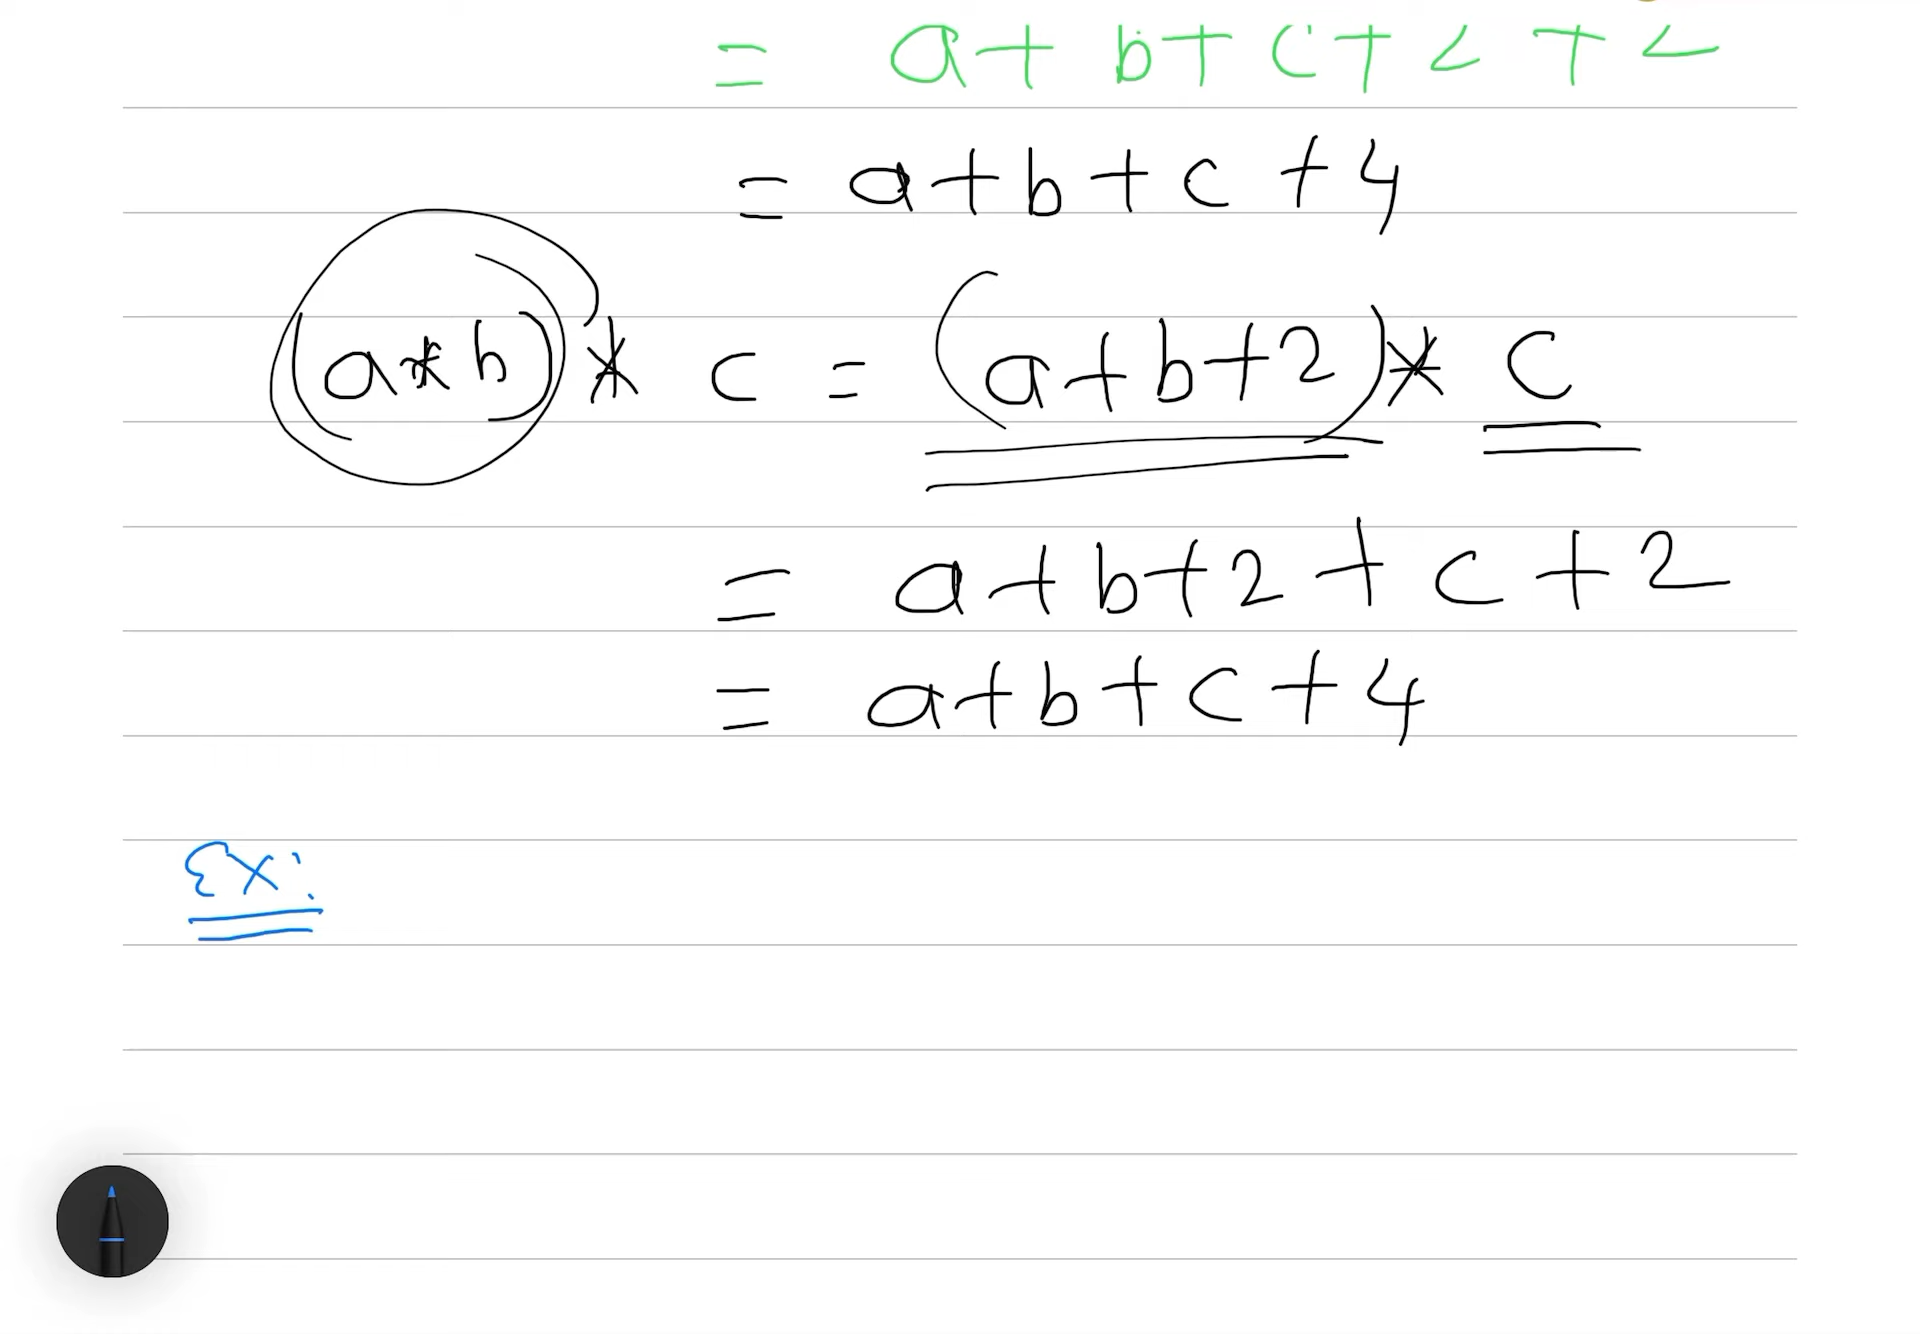 = a + b + c + 2 + 2
= a + b + c + 4
(a * b) * c = (a + b + 2) * c
= a + b + 2 + c + 2
= a + b + c + 4
Ex: